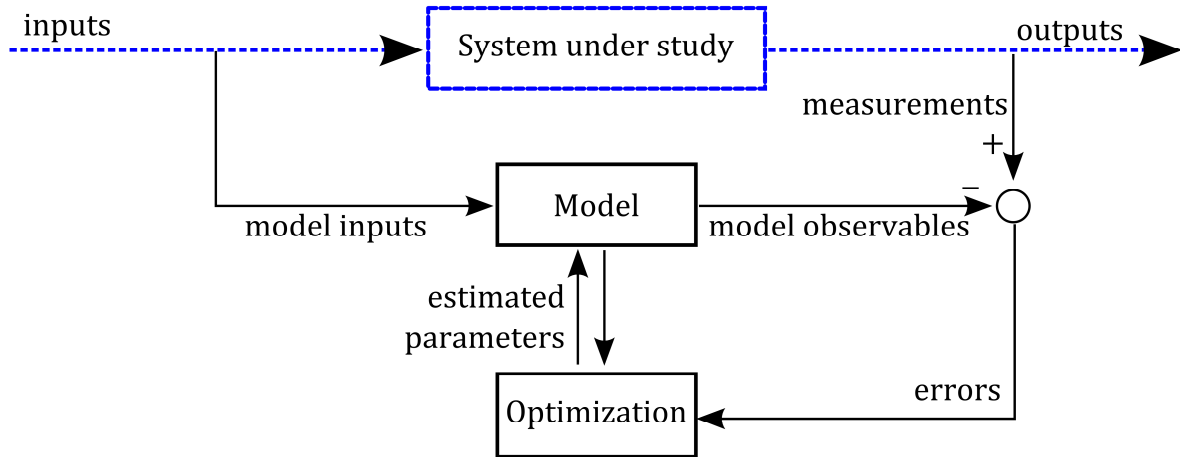 inputs
System under study
outputs
measurements
+
Model
−
model inputs
model observables
estimated
parameters
errors
Optimization